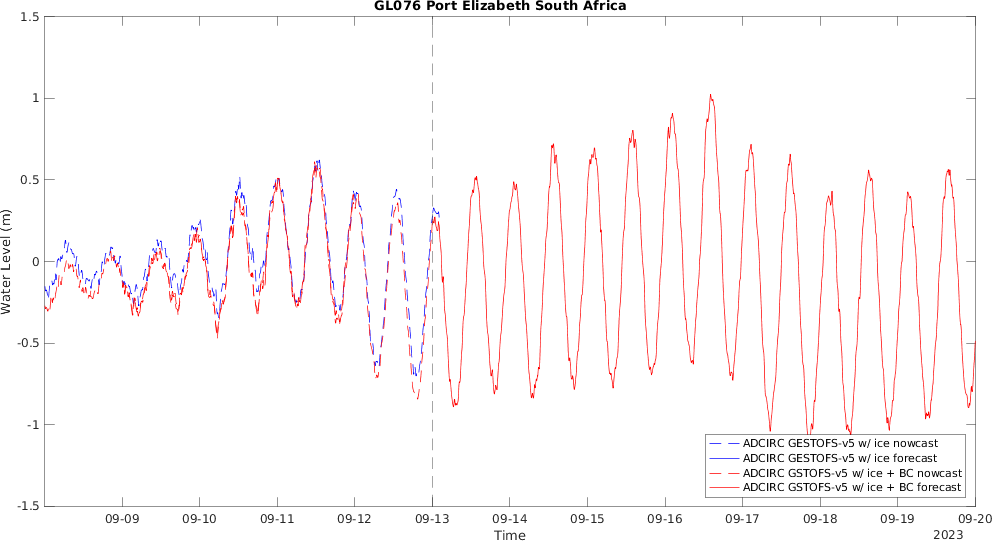 GL076 Port Elizabeth South Africa
1.5
1
0.5
0
-0.5
-1
-1.5
Water Level (m)
ADCIRC GESTOFS-v5 w/ ice nowcast
ADCIRC GESTOFS-v5 w/ ice forecast
ADCIRC GSTOFS-v5 w/ ice + BC nowcast
ADCIRC GSTOFS-v5 w/ ice + BC forecast
09-09 09-10 09-11 09-12 09-13 09-14 09-15 09-16 09-17 09-18 09-19 09-20
Time
2023